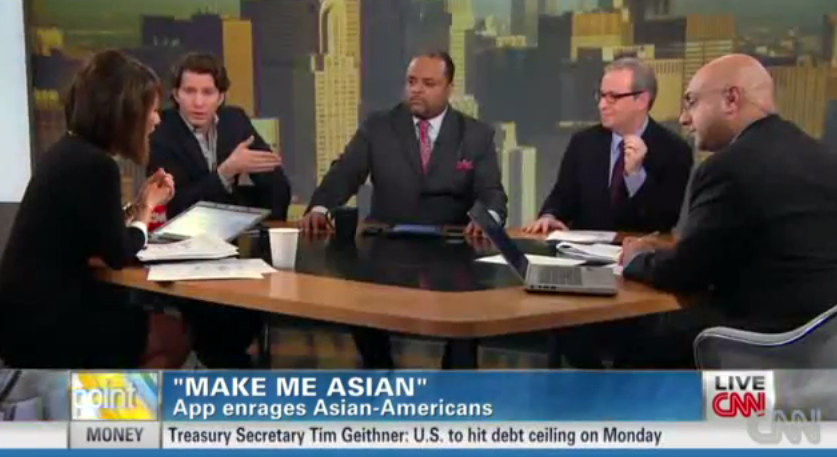 CNN
point
"MAKE ME ASIAN"
App enrages Asian-Americans
LIVE
CNN
CNN
MONEY
Treasury Secretary Tim Geithner: U.S. to hit debt ceiling on Monday